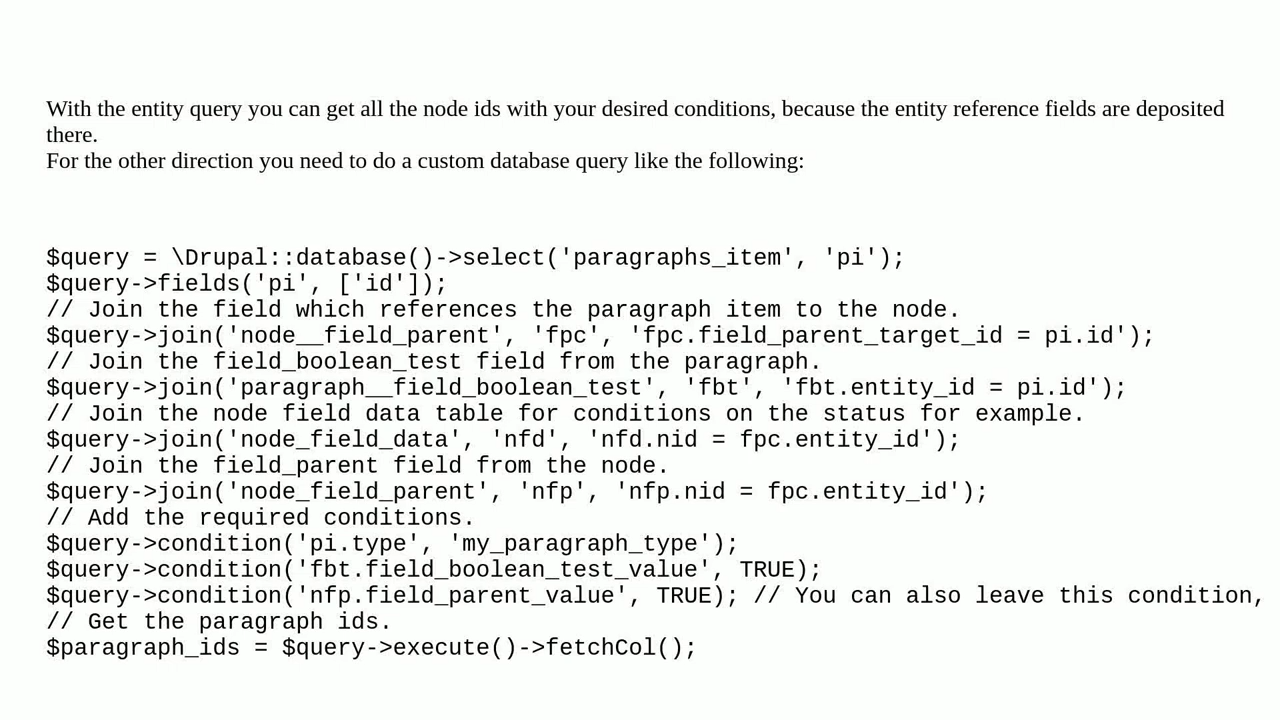 With the entity query you can get all the node ids with your desired conditions, because the entity reference fields are deposited
there.
For the other direction you need to do a custom database query like the following:
$query = \Drupal::database()->select('paragraphs_item', 'pi');
$query->fields('pi', ['id']);
// Join the field which references the paragraph item to the node.
$query->join('node__field_parent', 'fpc', 'fpc.field_parent_target_id = pi.id');
// Join the field_boolean_test field from the paragraph.
$query->join('paragraph__field_boolean_test', 'fbt', 'fbt.entity_id = pi.id');
// Join the node field data table for conditions on the status for example.
$query->join('node_field_data', 'nfd', 'nfd.nid = fpc.entity_id');
// Join the field_parent field from the node.
$query->join('node_field_parent', 'nfp', 'nfp.nid = fpc.entity_id');
// Add the required conditions.
$query->condition('pi.type', 'my_paragraph_type');
$query->condition('fbt.field_boolean_test_value', TRUE);
$query->condition('nfp.field_parent_value', TRUE); // You can also leave this condition,
// Get the paragraph ids.
$paragraph_ids = $query->execute()->fetchCol();